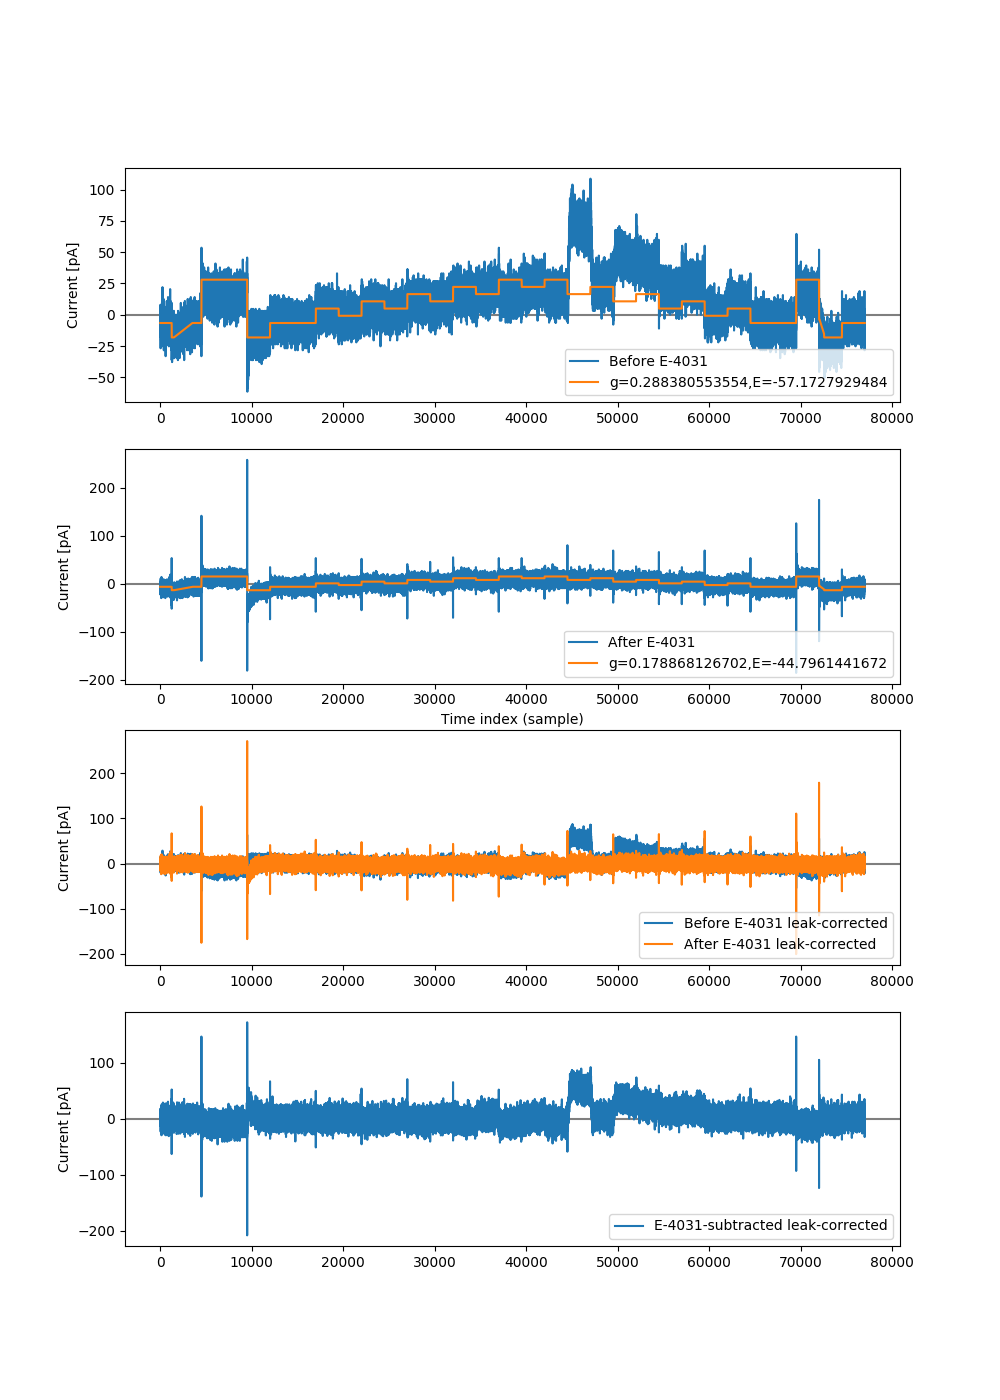 100
75
50
25
0
−25
−50
Current [pA]
Before E-4031
g=0.288380553554,E=-57.1727929484
0 10000 20000 30000 40000 50000 60000 70000 80000
200
100
0
−100
−200
Current [pA]
After E-4031
g=0.178868126702,E=-44.7961441672
0 10000 20000 30000 40000 50000 60000 70000 80000
Time index (sample)
200
100
0
−100
−200
Current [pA]
Before E-4031 leak-corrected
After E-4031 leak-corrected
0 10000 20000 30000 40000 50000 60000 70000 80000
100
0
−100
−200
Current [pA]
E-4031-subtracted leak-corrected
0 10000 20000 30000 40000 50000 60000 70000 80000